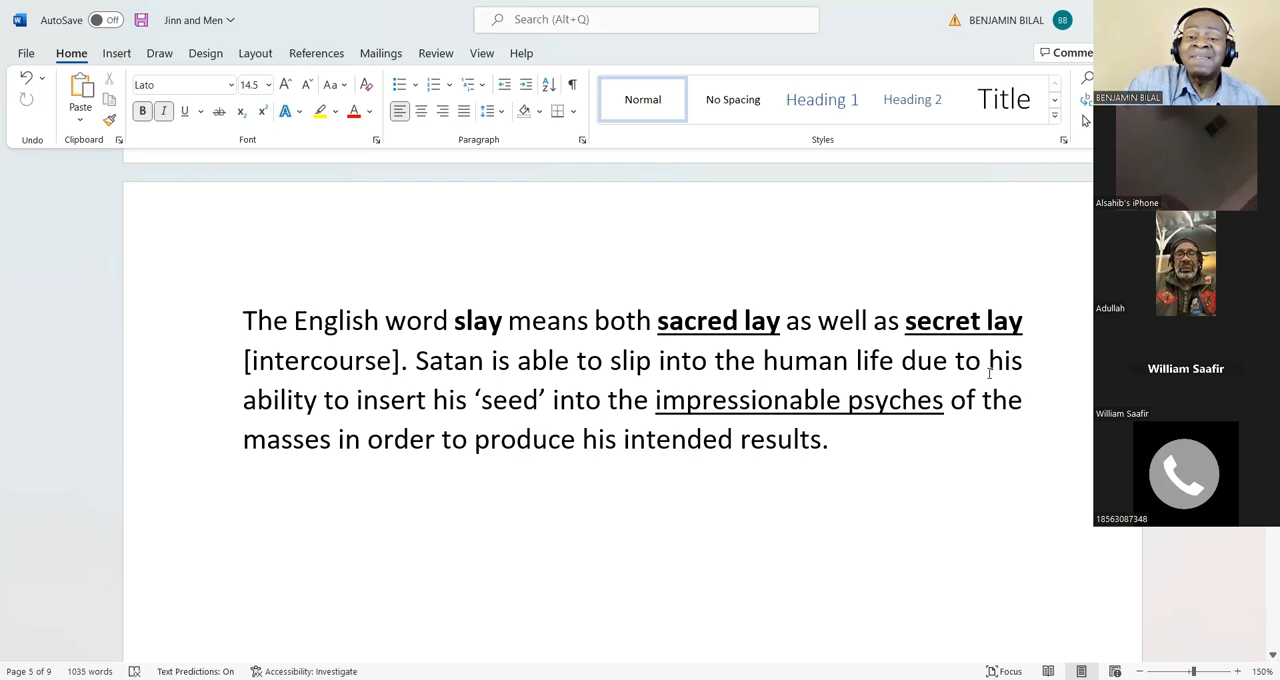 AutoSave Off Jinn and Men Search (Alt+Q) BENJAMIN BILAL BB
File Home Insert Draw Design Layout References Mailings Review View Help Comme
Paste Lato 14.5 Aa Normal No Spacing Heading 1 Heading 2 Title
B I U ab x₂ x² A A
Undo Clipboard Font Paragraph Styles
BENJAMIN BILAL
Alsahib's iPhone
Adullah
William Saafir
William Saafir
18563087348
The English word slay means both sacred lay as well as secret lay
[intercourse]. Satan is able to slip into the human life due to his
ability to insert his ‘seed’ into the impressionable psyches of the
masses in order to produce his intended results.
Page 5 of 9 1035 words Text Predictions: On Accessibility: Investigate Focus 150%